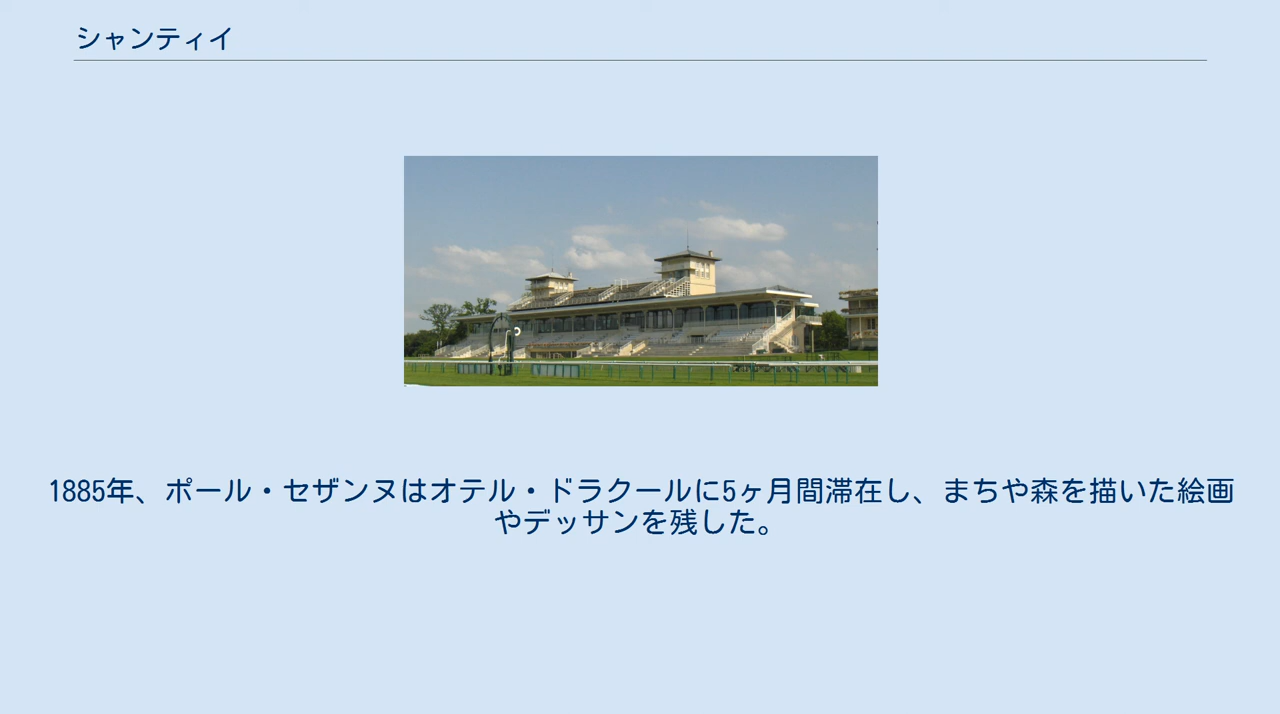 シャンティイ
1885年、ポール・セザンヌはオテル・ドラクールに5ヶ月間滞在し、まちや森を描いた絵画
やデッサンを残した。